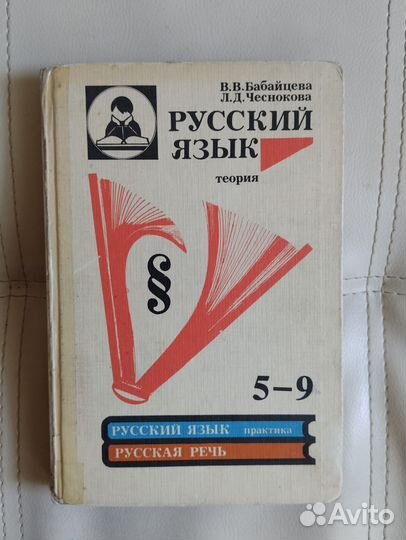 В.В.Бабайцева
Л.Д.Чеснокова
РУССКИЙ
ЯЗЫК
теория
§
5–9
РУССКИЙ ЯЗЫК практика
РУССКАЯ РЕЧЬ
Avito